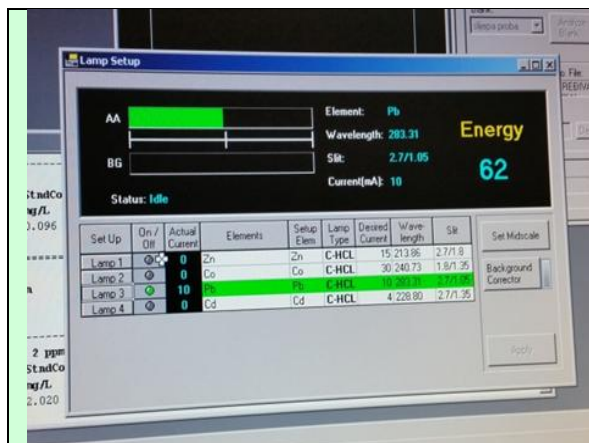 slijepa proba
Analyze
Blank
Lamp Setup
AA
BG
Status: Idle
Element: Pb
Wavelength: 283.31
Slit: 2.7/1.05
Current(mA): 10
Energy
62
Set Up On / Off Actual Current Elements Setup Elem Lamp Type Desired Current Wave-length Slit
Lamp 1 0 Zn Zn C-HCL 15 213.86 2.7/1.8
Lamp 2 0 Co Co C-HCL 30 240.73 1.8/1.35
Lamp 3 10 Pb Pb C-HCL 10 283.31 2.7/1.05
Lamp 4 0 Cd Cd C-HCL 4 228.80 2.7/1.35
Set Midscale
Background
Corrector
Apply
StndCo
mg/L
0.096
2 ppm
StndCo
mg/L
2.020